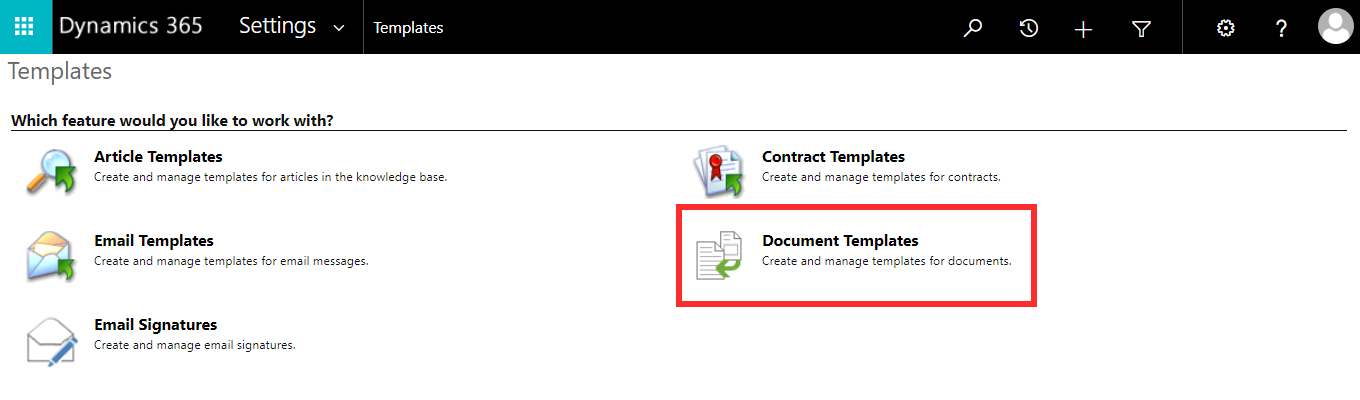 Dynamics 365 Settings Templates
Templates
Which feature would you like to work with?
Article Templates
Create and manage templates for articles in the knowledge base.
Contract Templates
Create and manage templates for contracts.
Email Templates
Create and manage templates for email messages.
Document Templates
Create and manage templates for documents.
Email Signatures
Create and manage email signatures.